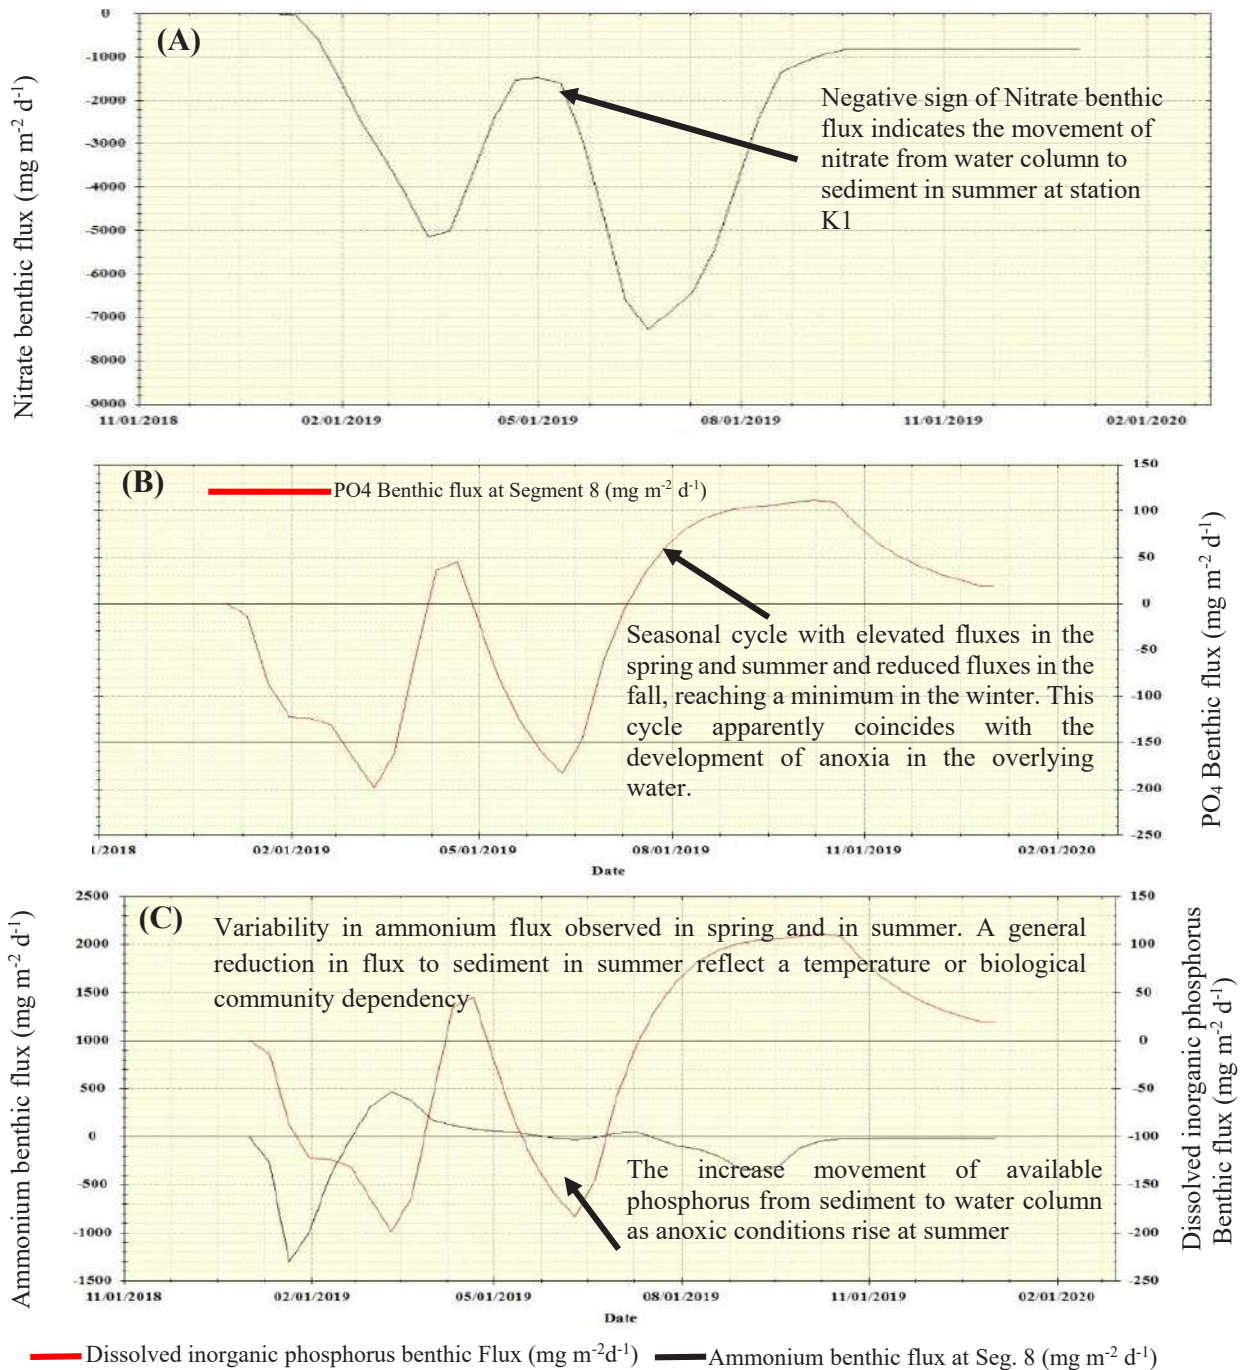 (A)
Nitrate benthic flux (mg m-2 d-1)
0
-1000
-2000
-3000
-4000
-5000
-6000
-7000
-8000
-9000
Negative sign of Nitrate benthic
flux indicates the movement of
nitrate from water column to
sediment in summer at station
K1
11/01/2018 02/01/2019 05/01/2019 08/01/2019 11/01/2019 02/01/2020
(B)
PO4 Benthic flux at Segment 8 (mg m-2 d-1)
150
100
50
0
-50
-100
-150
-200
-250
PO4 Benthic flux (mg m-2 d-1)
Seasonal cycle with elevated fluxes in the
spring and summer and reduced fluxes in the
fall, reaching a minimum in the winter. This
cycle apparently coincides with the
development of anoxia in the overlying
water.
1/2018 02/01/2019 05/01/2019 08/01/2019 11/01/2019 02/01/2020
Date
(C)
Ammonium benthic flux (mg m-2 d-1)
2500
2000
1500
1000
500
0
-500
-1000
-1500
Variability in ammonium flux observed in spring and in summer. A general
reduction in flux to sediment in summer reflect a temperature or biological
community dependency
The increase movement of available
phosphorus from sediment to water column
as anoxic conditions rise at summer
150
100
50
0
-50
-100
-150
-200
-250
Dissolved inorganic phosphorus
Benthic flux (mg m-2 d-1)
11/01/2018 02/01/2019 05/01/2019 08/01/2019 11/01/2019 02/01/2020
Date
Dissolved inorganic phosphorus benthic Flux (mg m-2d-1) Ammonium benthic flux at Seg. 8 (mg m-2 d-1)